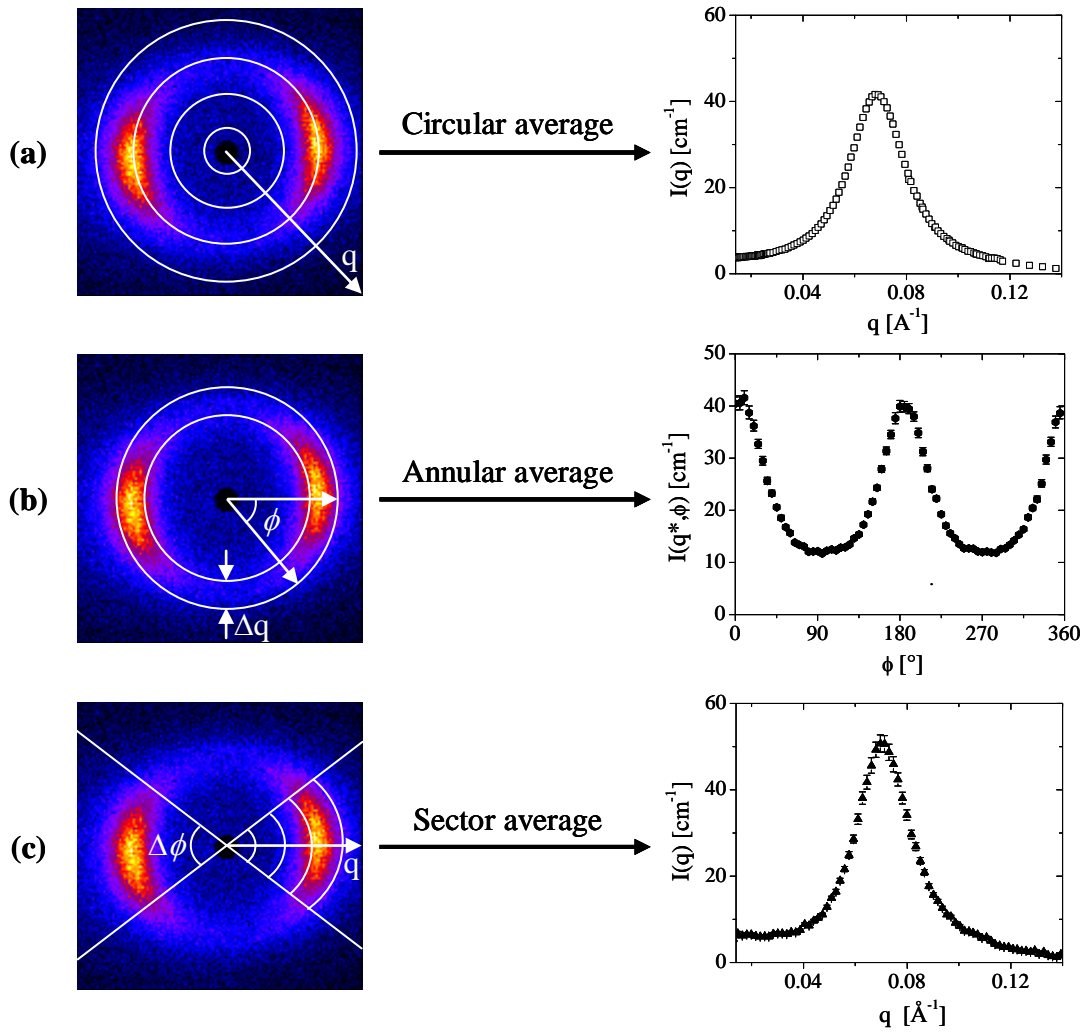 (a)
q
Circular average
I(q) [cm⁻¹]
60
40
20
0
0.04 0.08 0.12
q [A⁻¹]
(b)
ϕ
Δq
Annular average
I(q*,ϕ) [cm⁻¹]
50
40
30
20
10
0
0 90 180 270 360
ϕ [°]
(c)
Δϕ
q
Sector average
I(q) [cm⁻¹]
60
40
20
0
0.04 0.08 0.12
q [Å⁻¹]